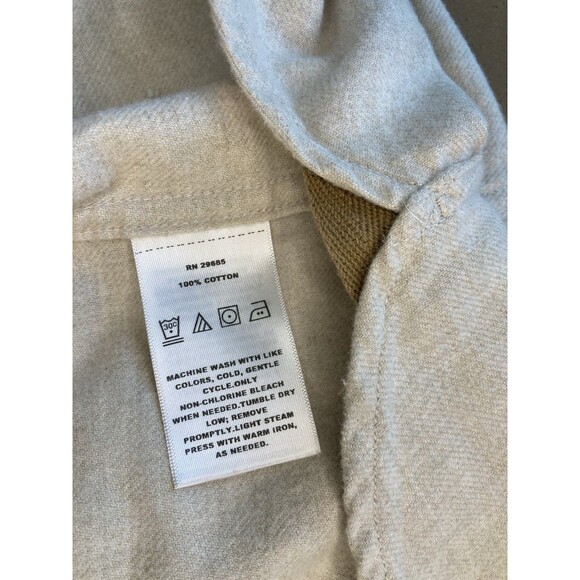 RN 29685
100% COTTON
30C
MACHINE WASH WITH LIKE
COLORS, COLD, GENTLE
CYCLE.ONLY
NON-CHLORINE BLEACH
WHEN NEEDED.TUMBLE DRY
LOW; REMOVE
PROMPTLY.LIGHT STEAM
PRESS WITH WARM IRON,
AS NEEDED.